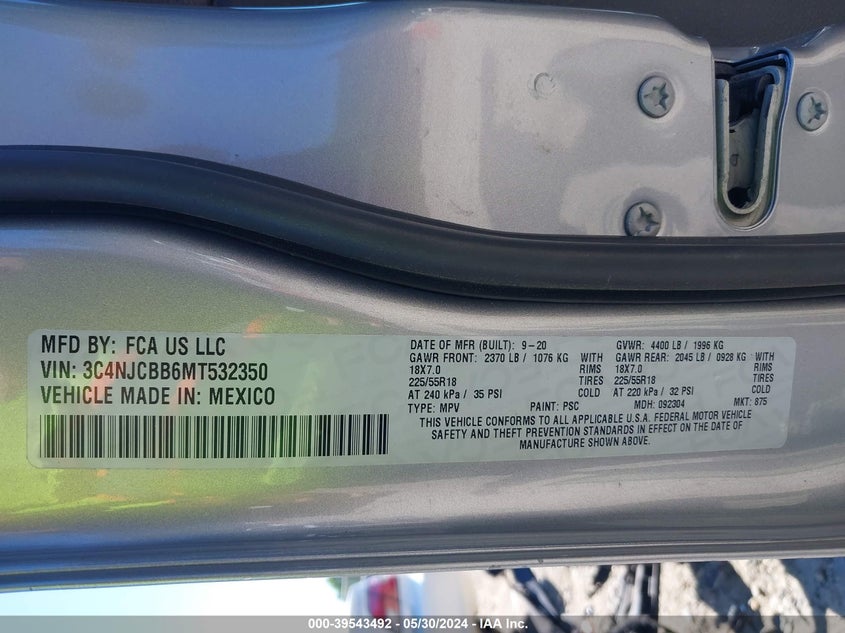 MFD BY: FCA US LLC
VIN: 3C4NJCBB6MT532350
VEHICLE MADE IN: MEXICO
DATE OF MFR (BUILT): 9-20 GVWR: 4400 LB / 1996 KG
GAWR FRONT: 2370 LB / 1076 KG WITH GAWR REAR: 2045 LB / 0928 KG WITH
18X7.0 RIMS 18X7.0 RIMS
225/55R18 TIRES 225/55R18 TIRES
AT 240 kPa / 35 PSI COLD AT 220 kPa / 32 PSI COLD
TYPE: MPV PAINT: PSC MDH: 092304 MKT: 875
THIS VEHICLE CONFORMS TO ALL APPLICABLE U.S.A. FEDERAL MOTOR VEHICLE
SAFETY AND THEFT PREVENTION STANDARDS IN EFFECT ON THE DATE OF
MANUFACTURE SHOWN ABOVE.
000-39543492 - 05/30/2024 - IAA Inc.